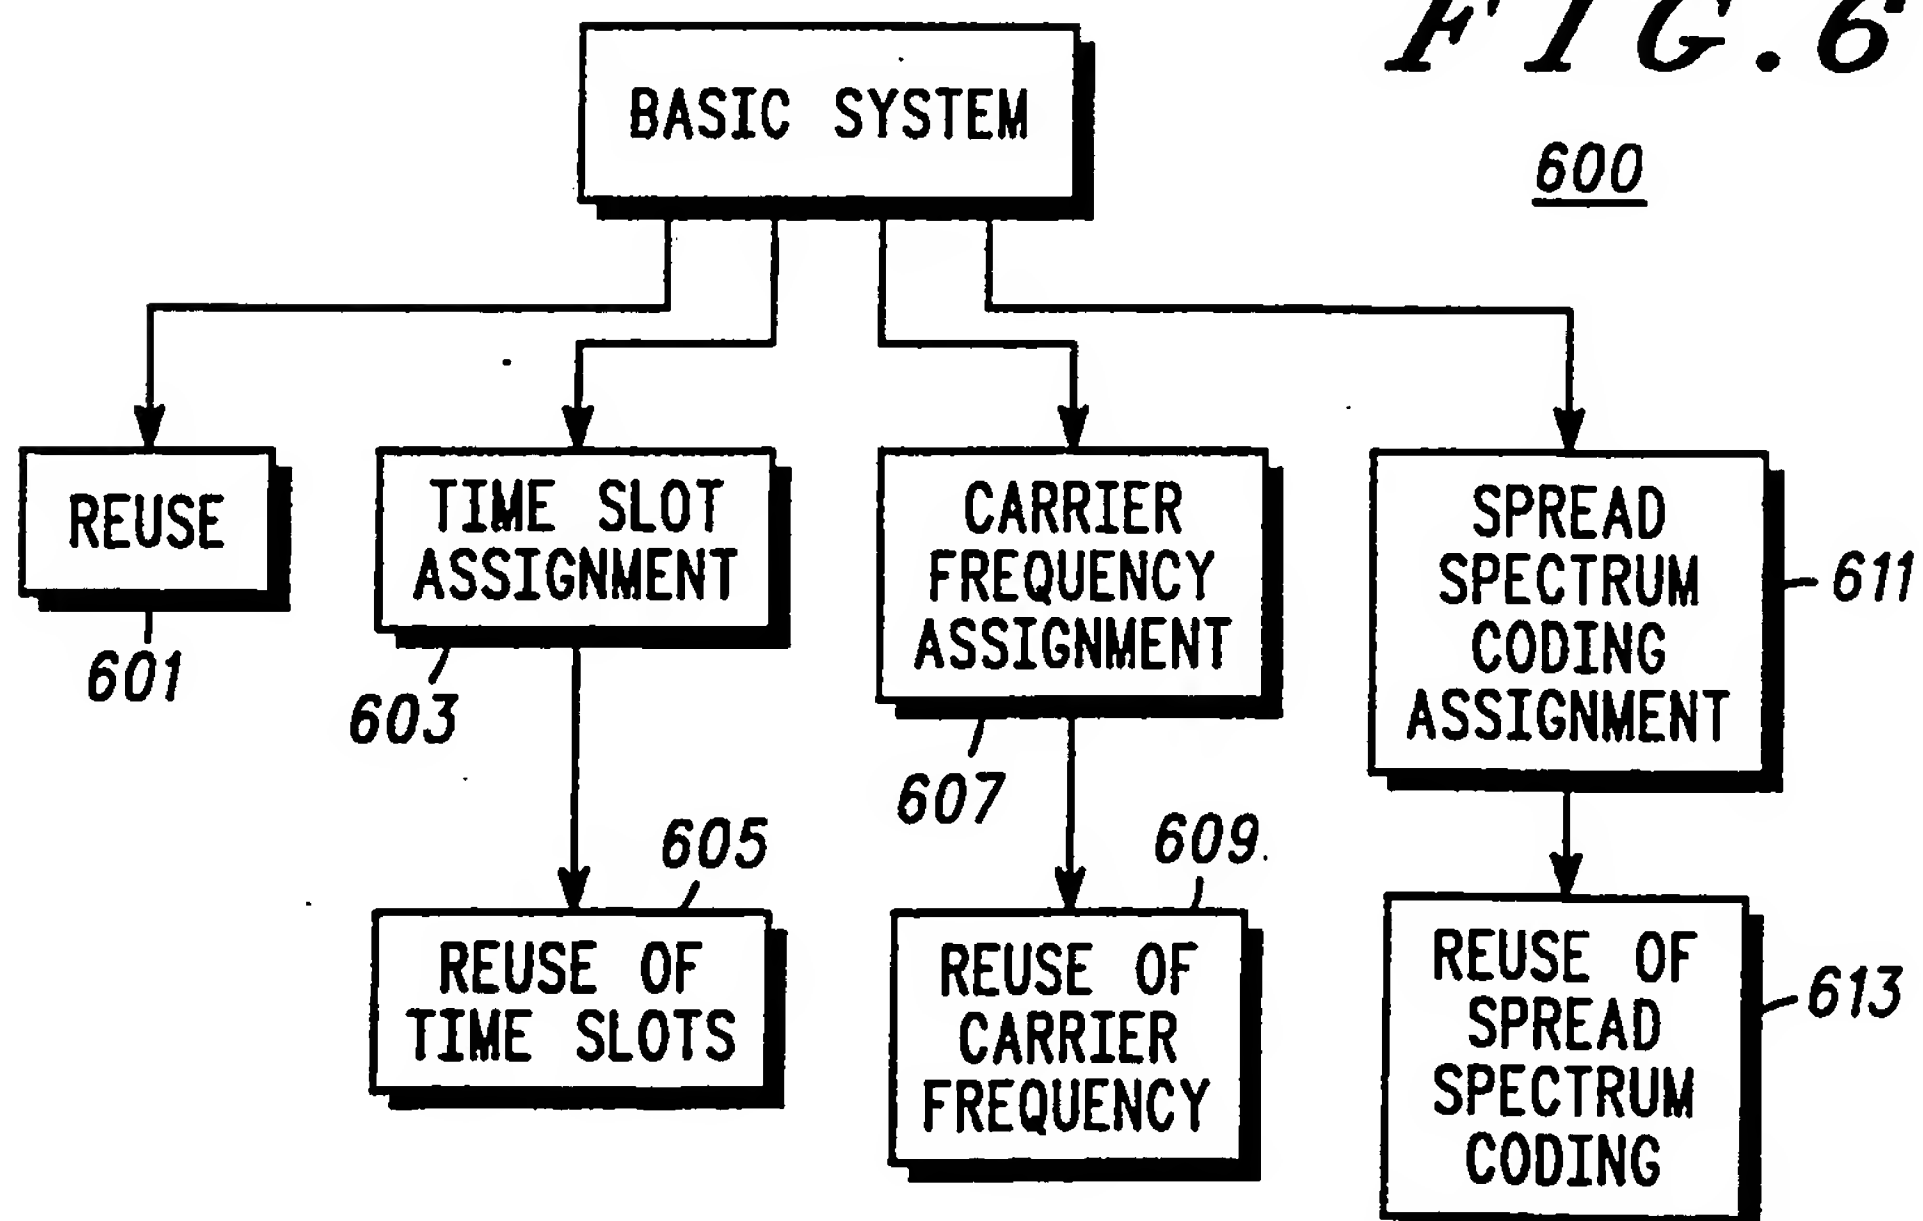 FIG.6
600
BASIC SYSTEM
REUSE
601
TIME SLOT
ASSIGNMENT
603
CARRIER
FREQUENCY
ASSIGNMENT
607
SPREAD
SPECTRUM
CODING
ASSIGNMENT
611
605
REUSE OF
TIME SLOTS
609
REUSE OF
CARRIER
FREQUENCY
REUSE OF
SPREAD
SPECTRUM
CODING
613